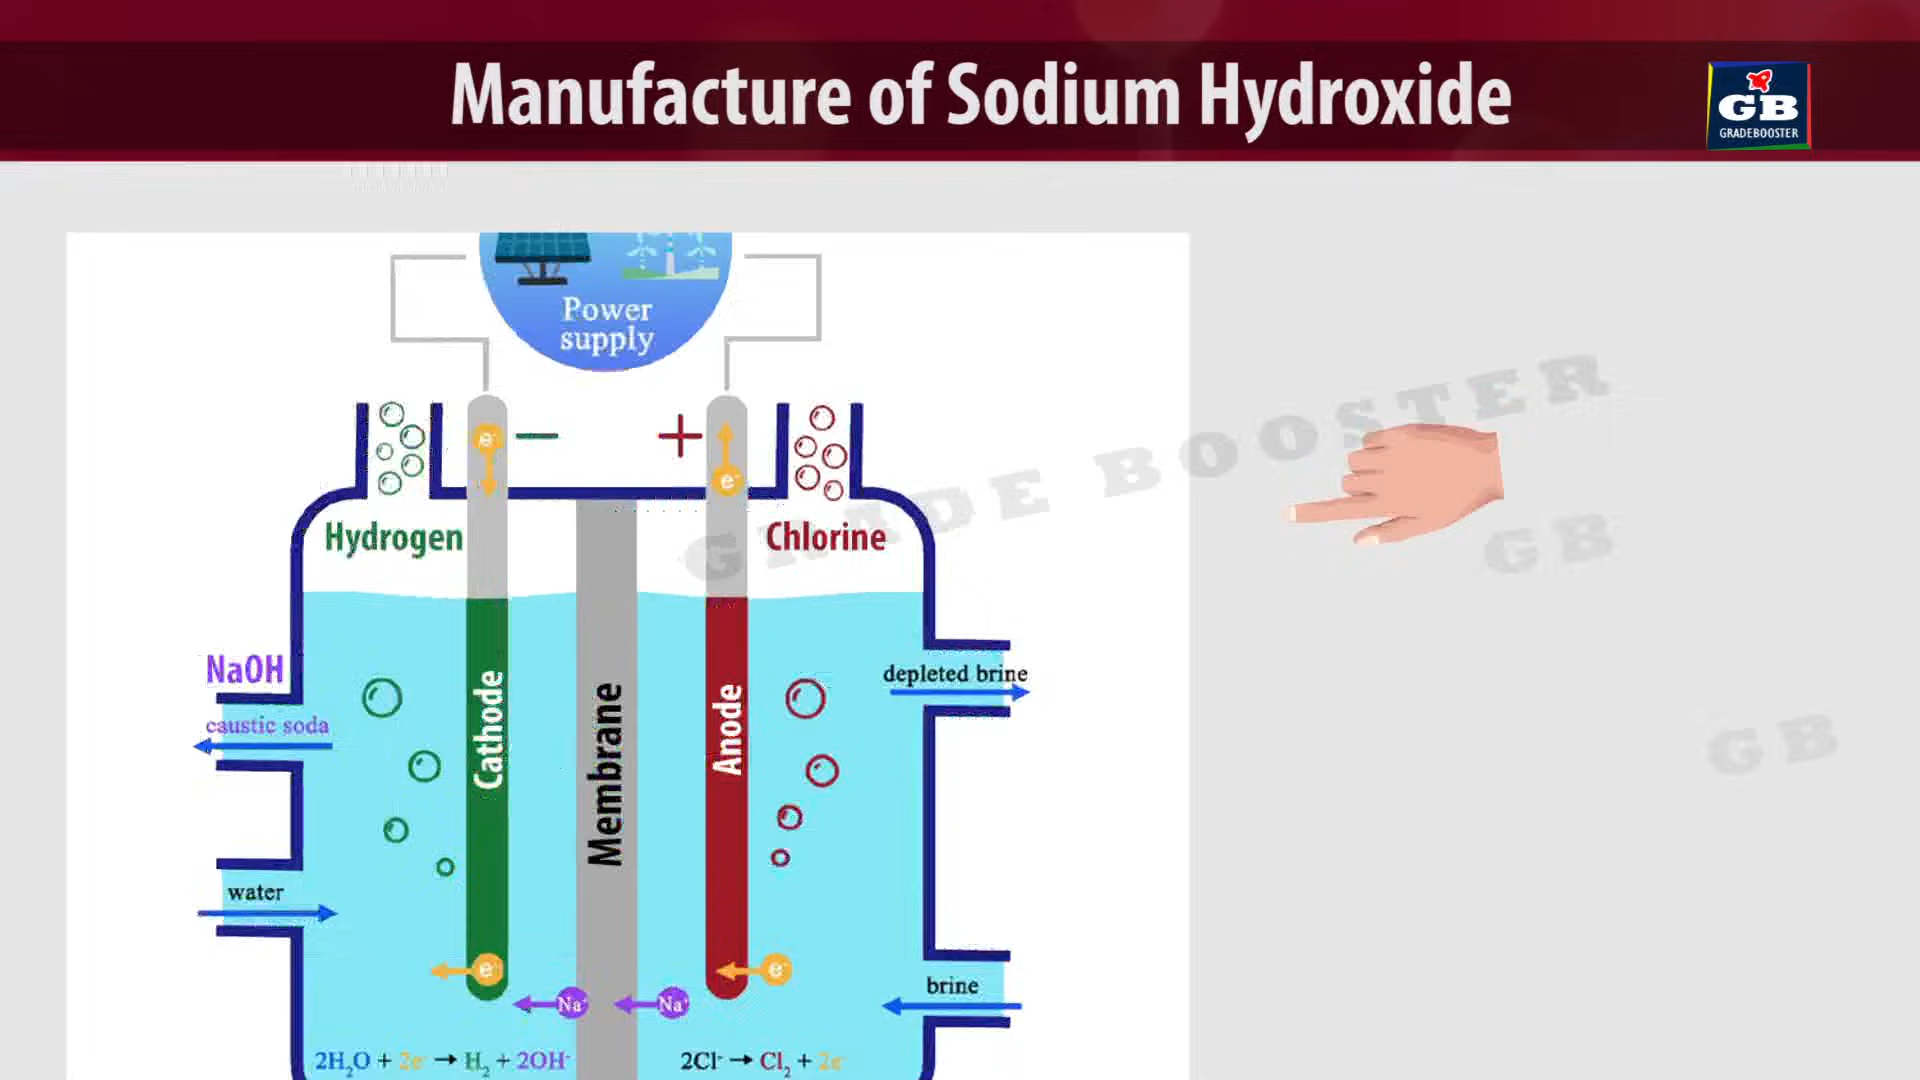 Manufacture of Sodium Hydroxide
GB
GRADEBOOSTER
Power
supply
e⁻
−
+
e⁻
Hydrogen
Chlorine
GRADE BOOSTER
GB
NaOH
caustic soda
depleted brine
Cathode
Membrane
Anode
GB
water
e⁻
e⁻
brine
Na⁺
Na⁺
2H₂O + 2e⁻ → H₂ + 2OH⁻
2Cl⁻ → Cl₂ + 2e⁻